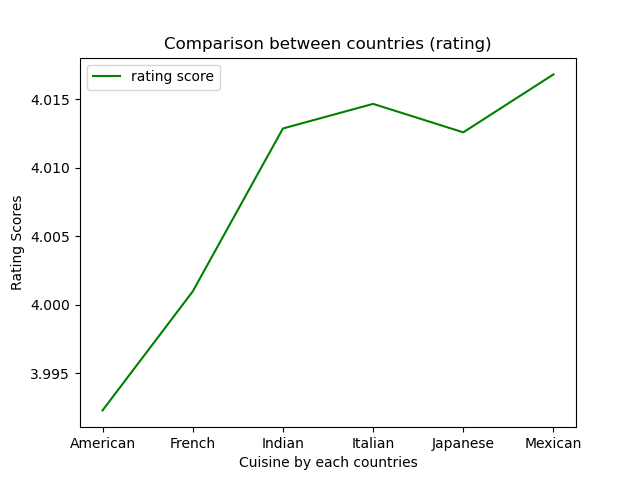 Comparison between countries (rating)
rating score
4.015
4.010
4.005
4.000
3.995
Rating Scores
American French Indian Italian Japanese Mexican
Cuisine by each countries